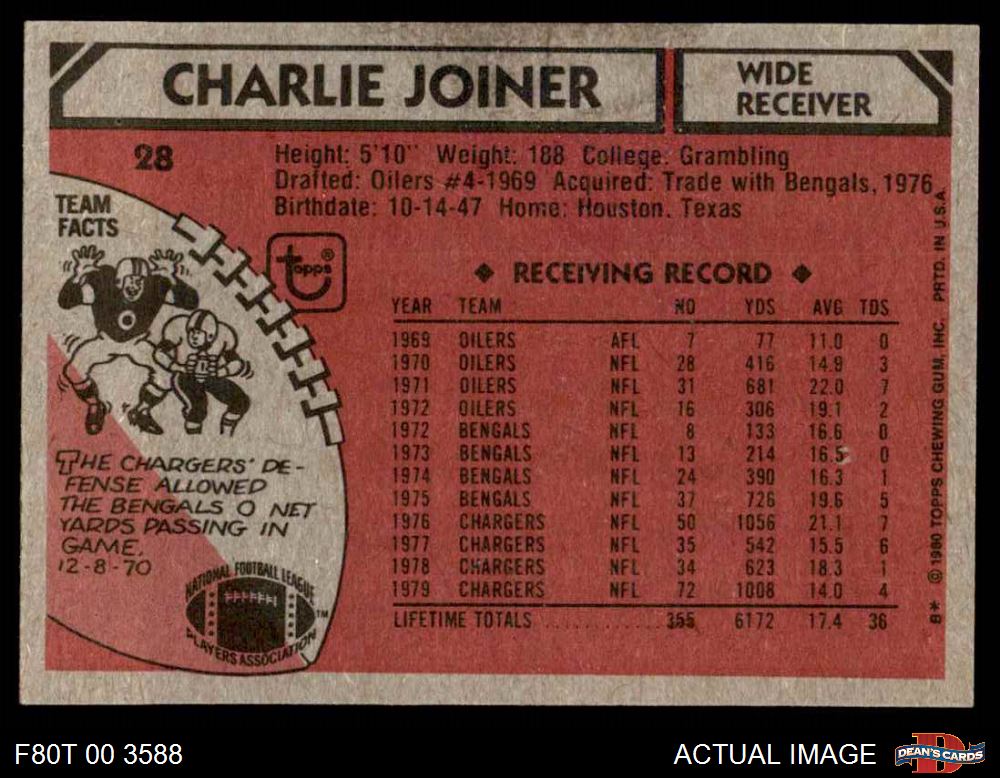 CHARLIE JOINER
WIDE
RECEIVER
28
Height: 5'10" Weight: 188 College: Grambling
Drafted: Oilers #4-1969 Acquired: Trade with Bengals, 1976
Birthdate: 10-14-47 Home: Houston, Texas
TEAM
FACTS
topps®
THE CHARGERS' DE-
FENSE ALLOWED
THE BENGALS 0 NET
YARDS PASSING IN
GAME,
12-8-70
NATIONAL FOOTBALL LEAGUE
PLAYERS ASSOCIATION
TM
◆ RECEIVING RECORD ◆
YEAR TEAM NO YDS AVG TDS
1969 OILERS AFL 7 77 11.0 0
1970 OILERS NFL 28 416 14.9 3
1971 OILERS NFL 31 681 22.0 7
1972 OILERS NFL 16 306 19.1 2
1972 BENGALS NFL 8 133 16.6 0
1973 BENGALS NFL 13 214 16.5 0
1974 BENGALS NFL 24 390 16.3 1
1975 BENGALS NFL 37 726 19.6 5
1976 CHARGERS NFL 50 1056 21.1 7
1977 CHARGERS NFL 35 542 15.5 6
1978 CHARGERS NFL 34 623 18.3 1
1979 CHARGERS NFL 72 1008 14.0 4
LIFETIME TOTALS .......... 355 6172 17.4 36
8* © 1980 TOPPS CHEWING GUM, INC. PRTD. IN U.S.A.
F80T 00 3588
ACTUAL IMAGE
D
DEAN'S CARDS